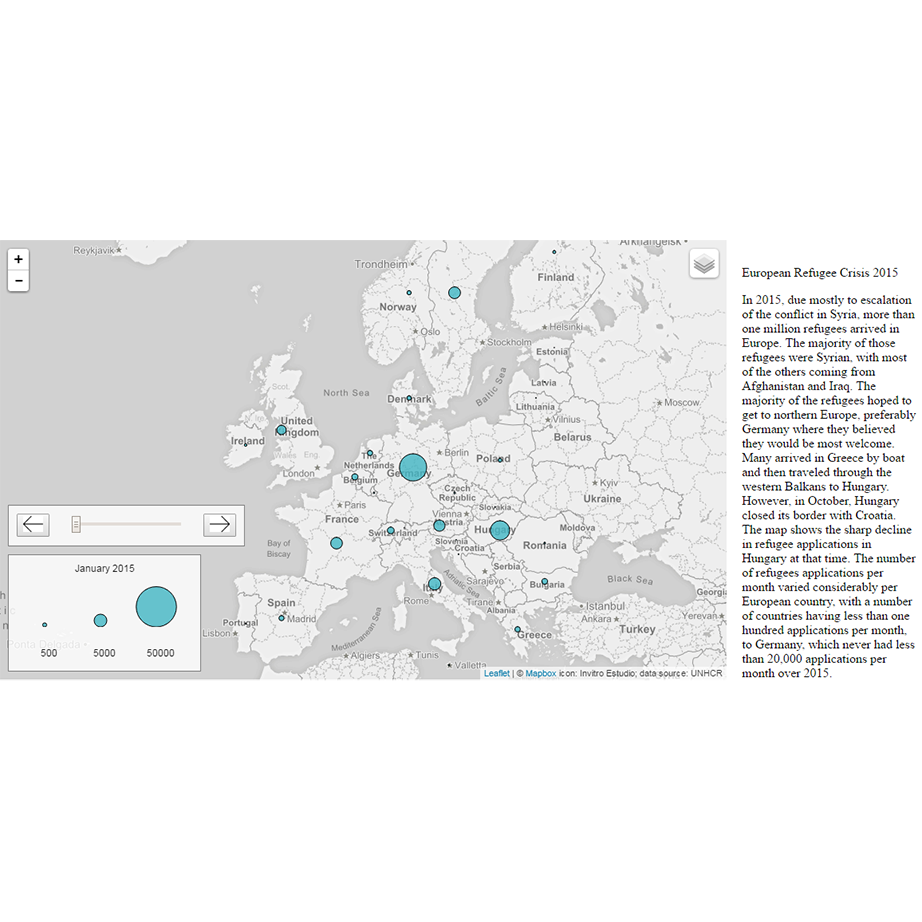 Reykjavik
Arkhangelsk
Trondheim
Finland
Norway
Oslo
Helsinki
Stockholm
Estonia
Scot.
North Sea
Baltic Sea
Latvia
Denmark
Lithuania
Moscow
Vilnius
United
Kingdom
Ireland
Belarus
Wales Eng.
The
Netherlands
Berlin
Poland
London
Germany
Belgium
Czech
Republic
Kyiv
Ukraine
Paris
Slovakia
Vienna
France
Austria
Hungary
Moldova
Switzerland
Slovenia
Croatia
Romania
Bay of
Biscay
Serbia
Adriatic Sea
Sarajevo
Black Sea
Italy
Bulgaria
Georgia
Rome
Tirane
Albania
Istanbul
Spain
Madrid
Portugal
Ankara
Turkey
Yerevan
Lisbon
Greece
Mediterranean Sea
Algiers
Tunis
Valletta
Ponta Delgada
+
−
January 2015
500 5000 50000
Leaflet | © Mapbox icon: Invitro Estudio; data source: UNHCR
European Refugee Crisis 2015
In 2015, due mostly to escalation
of the conflict in Syria, more than
one million refugees arrived in
Europe. The majority of those
refugees were Syrian, with most
of the others coming from
Afghanistan and Iraq. The
majority of the refugees hoped to
get to northern Europe, preferably
Germany where they believed
they would be most welcome.
Many arrived in Greece by boat
and then traveled through the
western Balkans to Hungary.
However, in October, Hungary
closed its border with Croatia.
The map shows the sharp decline
in refugee applications in
Hungary at that time. The number
of refugees applications per
month varied considerably per
European country, with a number
of countries having less than one
hundred applications per month,
to Germany, which never had less
than 20,000 applications per
month over 2015.